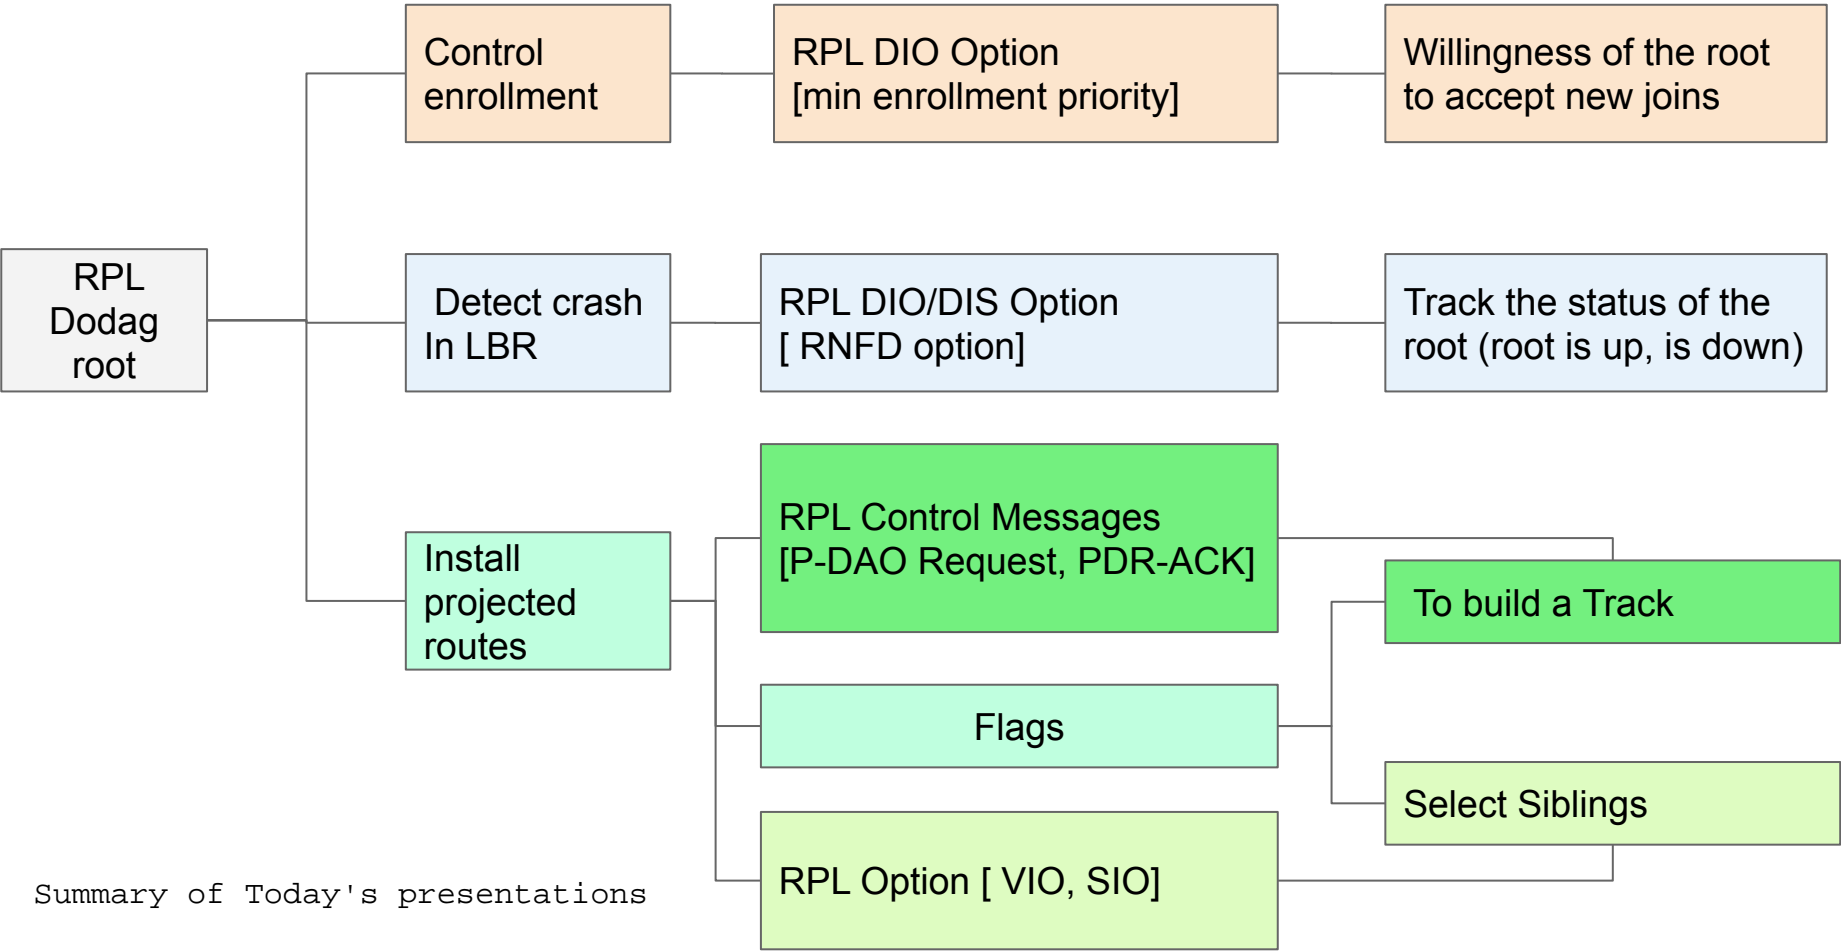 Control
enrollment
RPL DIO Option
[min enrollment priority]
Willingness of the root
to accept new joins
RPL
Dodag
root
Detect crash
In LBR
RPL DIO/DIS Option
[ RNFD option]
Track the status of the
root (root is up, is down)
Install
projected
routes
RPL Control Messages
[P-DAO Request, PDR-ACK]
To build a Track
Flags
Select Siblings
RPL Option [ VIO, SIO]
Summary of Today's presentations